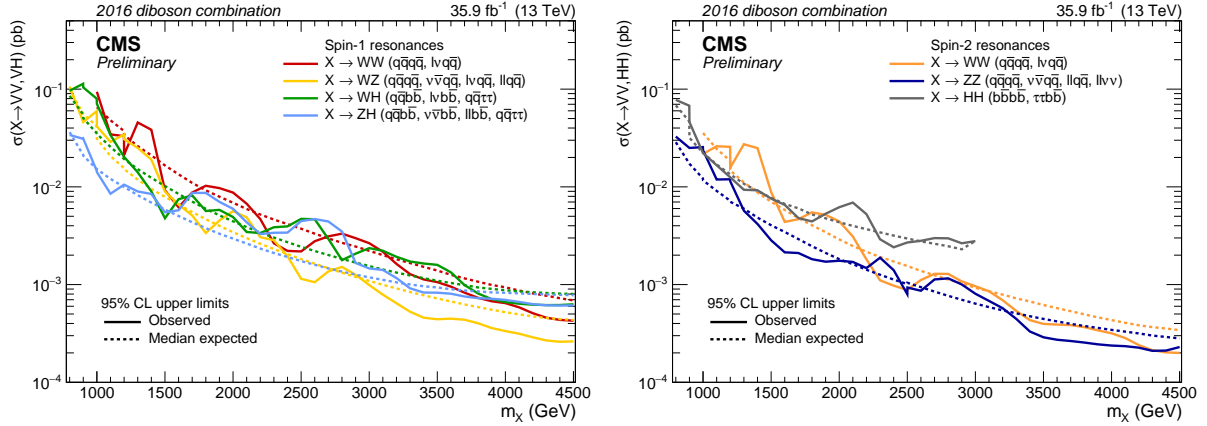 2016 diboson combination 35.9 fb⁻¹ (13 TeV)
CMS
Preliminary
Spin-1 resonances
X → WW (qq̄qq̄, lνqq̄)
X → WZ (qq̄qq̄, νν̄qq̄, lνqq̄, llqq̄)
X → WH (qq̄bb̄, lνbb̄, qq̄ττ)
X → ZH (qq̄bb̄, νν̄bb̄, llbb̄, qq̄ττ)
σ(X→VV, VH) (pb)
10⁻¹
10⁻²
10⁻³
10⁻⁴
95% CL upper limits
Observed
Median expected
1000 1500 2000 2500 3000 3500 4000 4500
m_X (GeV)
2016 diboson combination 35.9 fb⁻¹ (13 TeV)
CMS
Preliminary
Spin-2 resonances
X → WW (qq̄qq̄, lνqq̄)
X → ZZ (qq̄qq̄, νν̄qq̄, llqq̄, llνν)
X → HH (bb̄bb̄, ττbb̄)
σ(X→VV, HH) (pb)
10⁻¹
10⁻²
10⁻³
10⁻⁴
95% CL upper limits
Observed
Median expected
1000 1500 2000 2500 3000 3500 4000 4500
m_X (GeV)